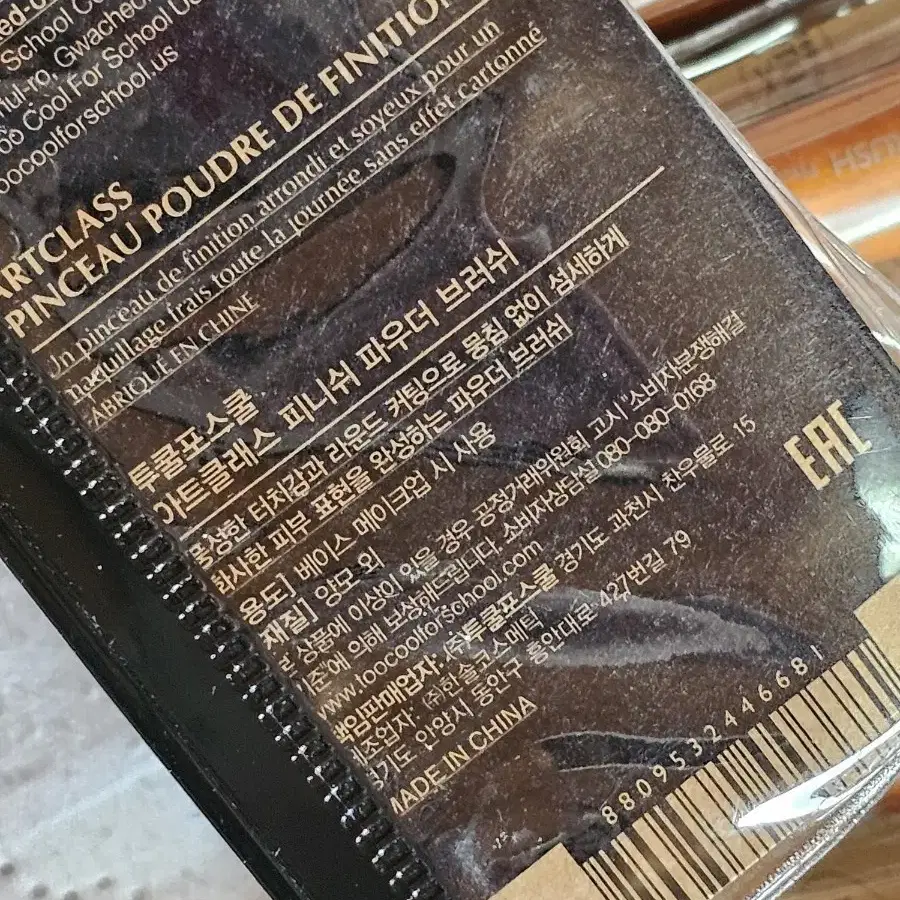 School Co
ful-ro, Gwacheo
oo Cool For School US
oocoolforschool.us
ARTCLASS
PINCEAU POUDRE DE FINITION
Un pinceau de finition arrondi et soyeux pour un
maquillage frais toute la journée sans effet cartonné
FABRIQUÉ EN CHINE
투쿨포스쿨
아트클래스 피니쉬 파우더 브러쉬
풍성한 터치감과 라운드 커팅으로 뭉침 없이 섬세하게
화사한 피부 표현을 완성하는 파우더 브러쉬
용도] 베이스 메이크업 시 사용
재질] 양모 외
상품에 이상이 있을 경우 공정거래위원회 고시 "소비자분쟁해결
기준"에 의해 보상해드립니다. 소비자상담실 080-080-0168
www.toocoolforschool.com
책임판매업자: (주)투쿨포스쿨 경기도 과천시 찬우물로 15
제조업자: (주)한솔코스메틱
경기도 안양시 동안구 흥안대로 427번길 79
MADE IN CHINA
EAC
8809532446681